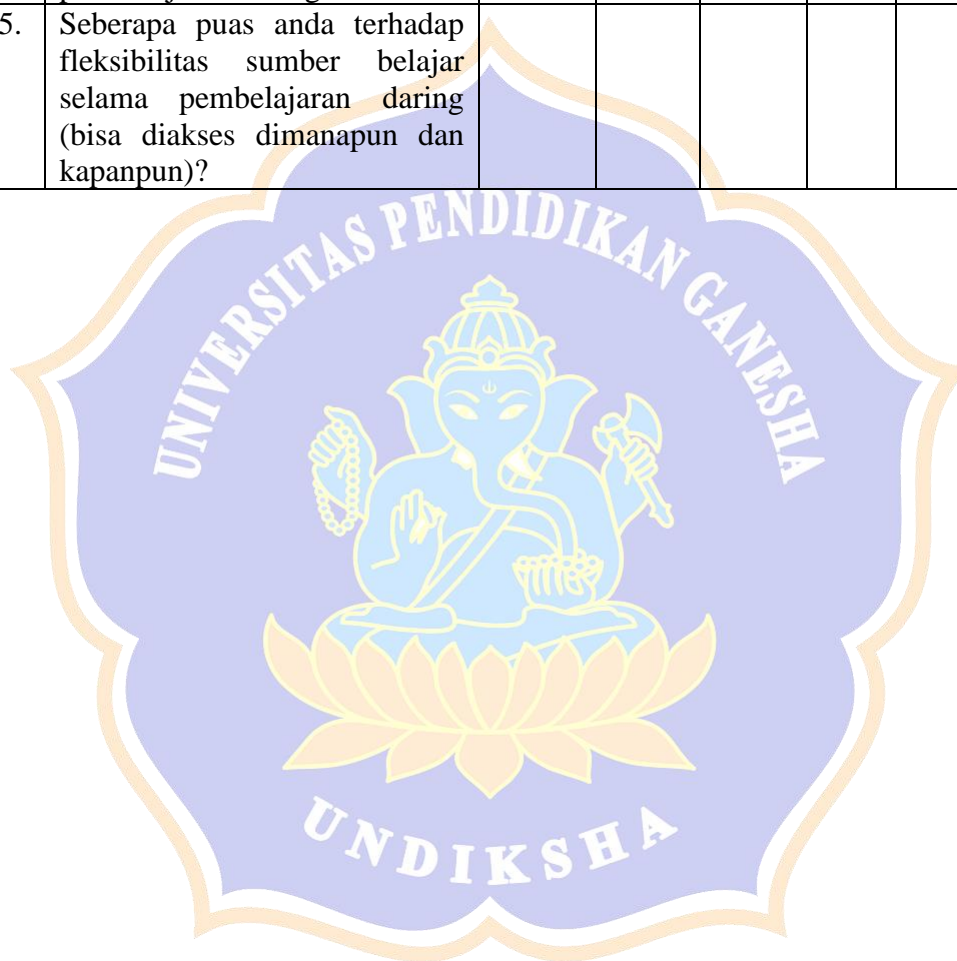 5.
Seberapa puas anda terhadap
fleksibilitas sumber belajar
selama pembelajaran daring
(bisa diakses dimanapun dan
kapanpun)?
UNIVERSITAS PENDIDIKAN GANESHA
UNDIKSHA